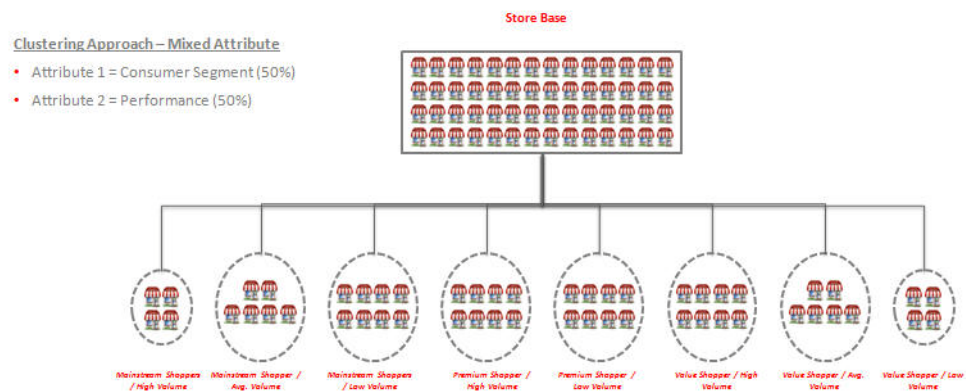 Store Base
Clustering Approach – Mixed Attribute
• Attribute 1 = Consumer Segment (50%)
• Attribute 2 = Performance (50%)
Mainstream Shoppers
/ High Volume
Mainstream Shopper /
Avg. Volume
Mainstream Shoppers
/ Low Volume
Premium Shopper /
High Volume
Premium Shopper /
Low Volume
Value Shopper / High
Volume
Value Shopper / Avg.
Volume
Value Shopper / Low
Volume